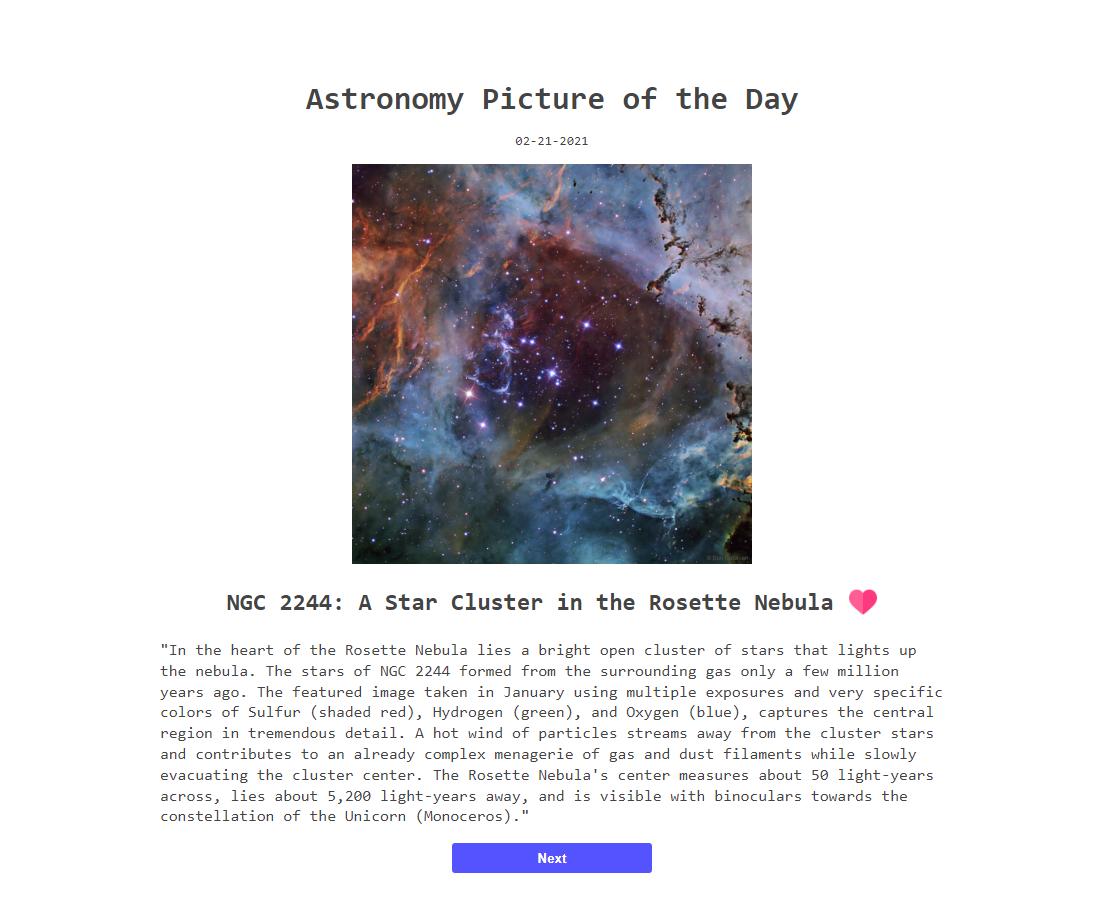 Astronomy Picture of the Day
02-21-2021
NGC 2244: A Star Cluster in the Rosette Nebula
"In the heart of the Rosette Nebula lies a bright open cluster of stars that lights up
the nebula. The stars of NGC 2244 formed from the surrounding gas only a few million
years ago. The featured image taken in January using multiple exposures and very specific
colors of Sulfur (shaded red), Hydrogen (green), and Oxygen (blue), captures the central
region in tremendous detail. A hot wind of particles streams away from the cluster stars
and contributes to an already complex menagerie of gas and dust filaments while slowly
evacuating the cluster center. The Rosette Nebula's center measures about 50 light-years
across, lies about 5,200 light-years away, and is visible with binoculars towards the
constellation of the Unicorn (Monoceros)."
Next